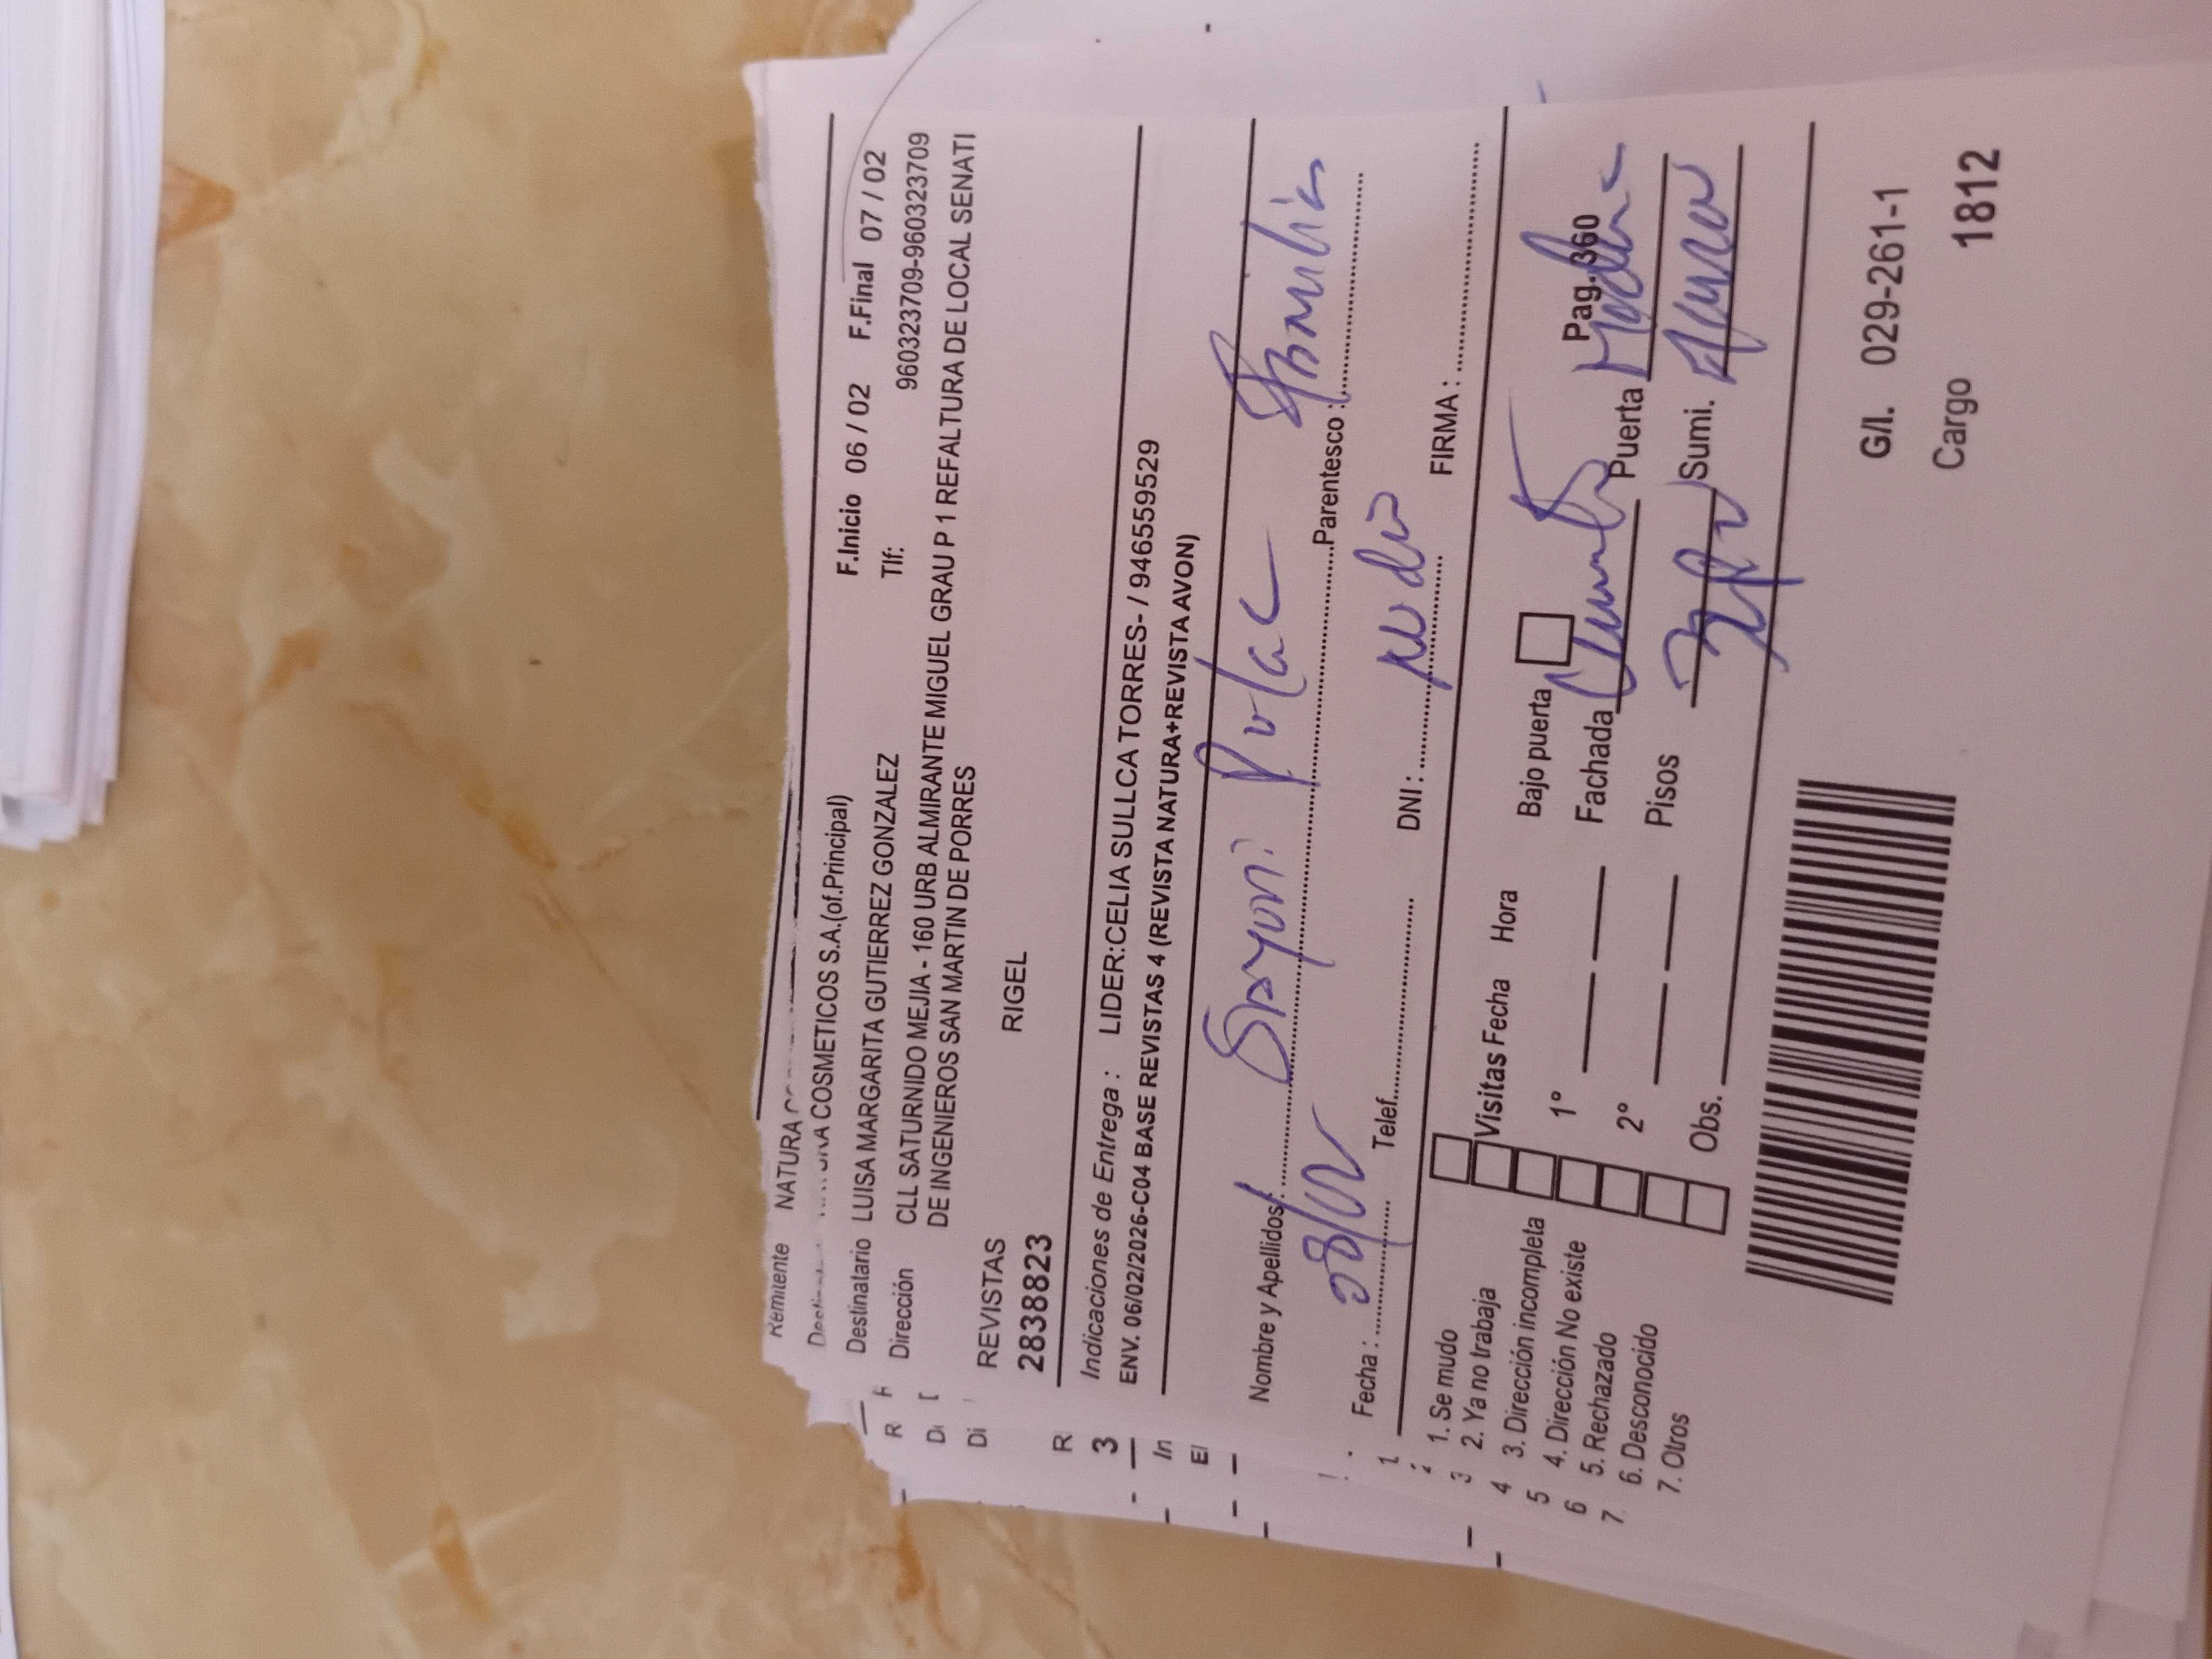 Remitente NATURA
COSMETICOS S.A.(of.Principal) F.Inicio 06 / 02 F.Final 07 / 02
Destinatario LUISA MARGARITA GUTIERREZ GONZALEZ Tlf: 960323709-960323709
Dirección CLL SATURNIDO MEJIA - 160 URB ALMIRANTE MIGUEL GRAU P 1 REFALTURA DE LOCAL SENATI
DE INGENIEROS SAN MARTIN DE PORRES
REVISTAS RIGEL
2838823
Indicaciones de Entrega : LIDER:CELIA SULLCA TORRES- / 946559529
ENV. 06/02/2026-C04 BASE REVISTAS 4 (REVISTA NATURA+REVISTA AVON)
Nombre y Apellidos: Parentesco : Familia
Fecha : Telef. DNI : no dio FIRMA :
1. Se mudo
2. Ya no trabaja
3. Dirección incompleta
4. Dirección No existe
5. Rechazado
6. Desconocido
7. Otros
Visitas Fecha Hora Bajo puerta Pag. 360
1° Fachada Puerta
2° Pisos Sumi.
Obs.
G/I. 029-261-1
Cargo 1812